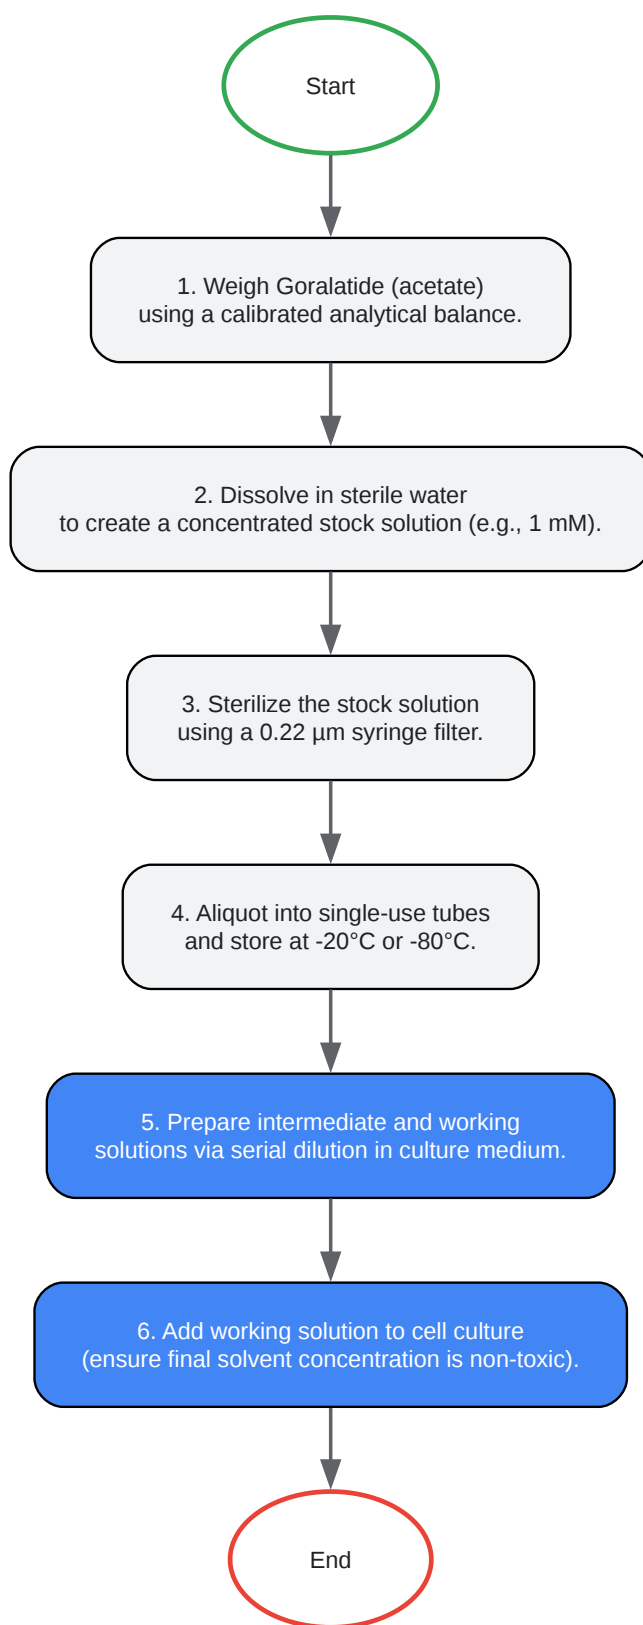 Start
1. Weigh Goralatide (acetate)
using a calibrated analytical balance.
2. Dissolve in sterile water
to create a concentrated stock solution (e.g., 1 mM).
3. Sterilize the stock solution
using a 0.22 µm syringe filter.
4. Aliquot into single-use tubes
and store at -20°C or -80°C.
5. Prepare intermediate and working
solutions via serial dilution in culture medium.
6. Add working solution to cell culture
(ensure final solvent concentration is non-toxic).
End